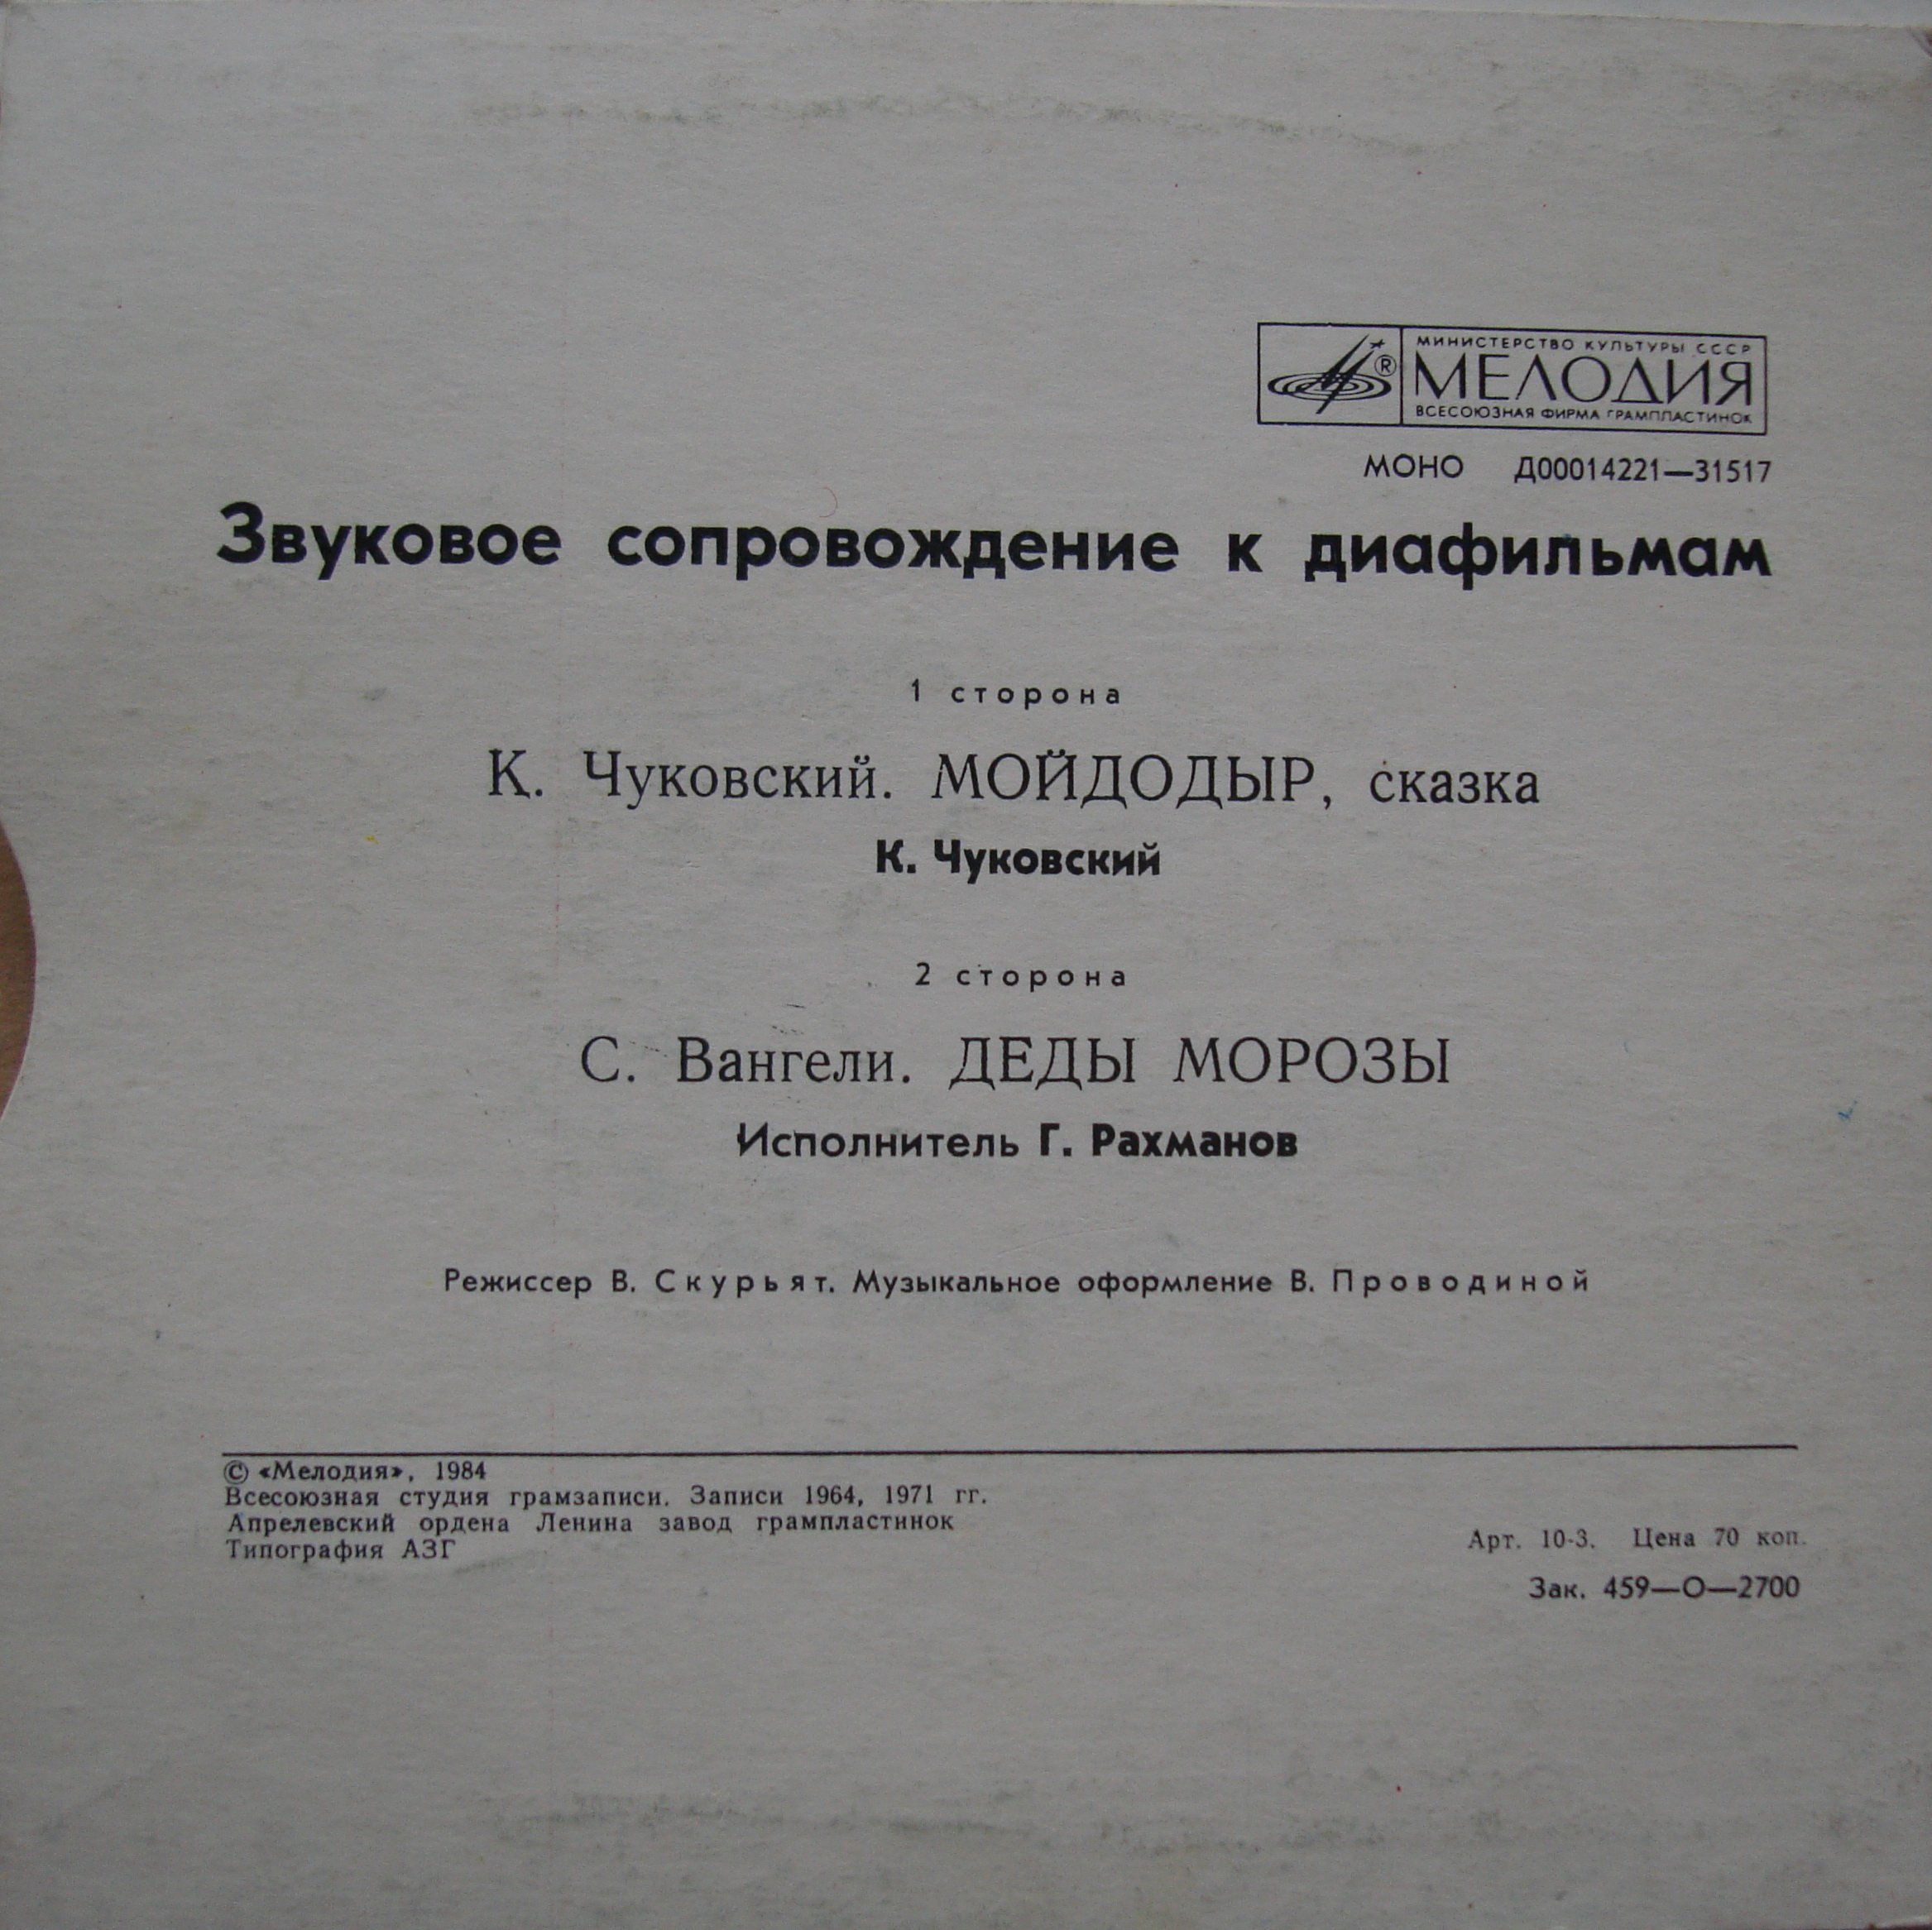 МИНИСТЕРСТВО КУЛЬТУРЫ СССР
®
МЕЛОДИЯ
ВСЕСОЮЗНАЯ ФИРМА ГРАМПЛАСТИНОК
МОНО Д00014221—31517
Звуковое сопровождение к диафильмам
1 сторона
К. Чуковский. МОЙДОДЫР, сказка
К. Чуковский
2 сторона
С. Вангели. ДЕДЫ МОРОЗЫ
Исполнитель Г. Рахманов
Режиссер В. Скурьят. Музыкальное оформление В. Проводиной
© «Мелодия», 1984
Всесоюзная студия грамзаписи. Записи 1964, 1971 гг.
Апрелевский ордена Ленина завод грампластинок
Типография АЗГ
Арт. 10-3. Цена 70 коп.
Зак. 459—О—2700